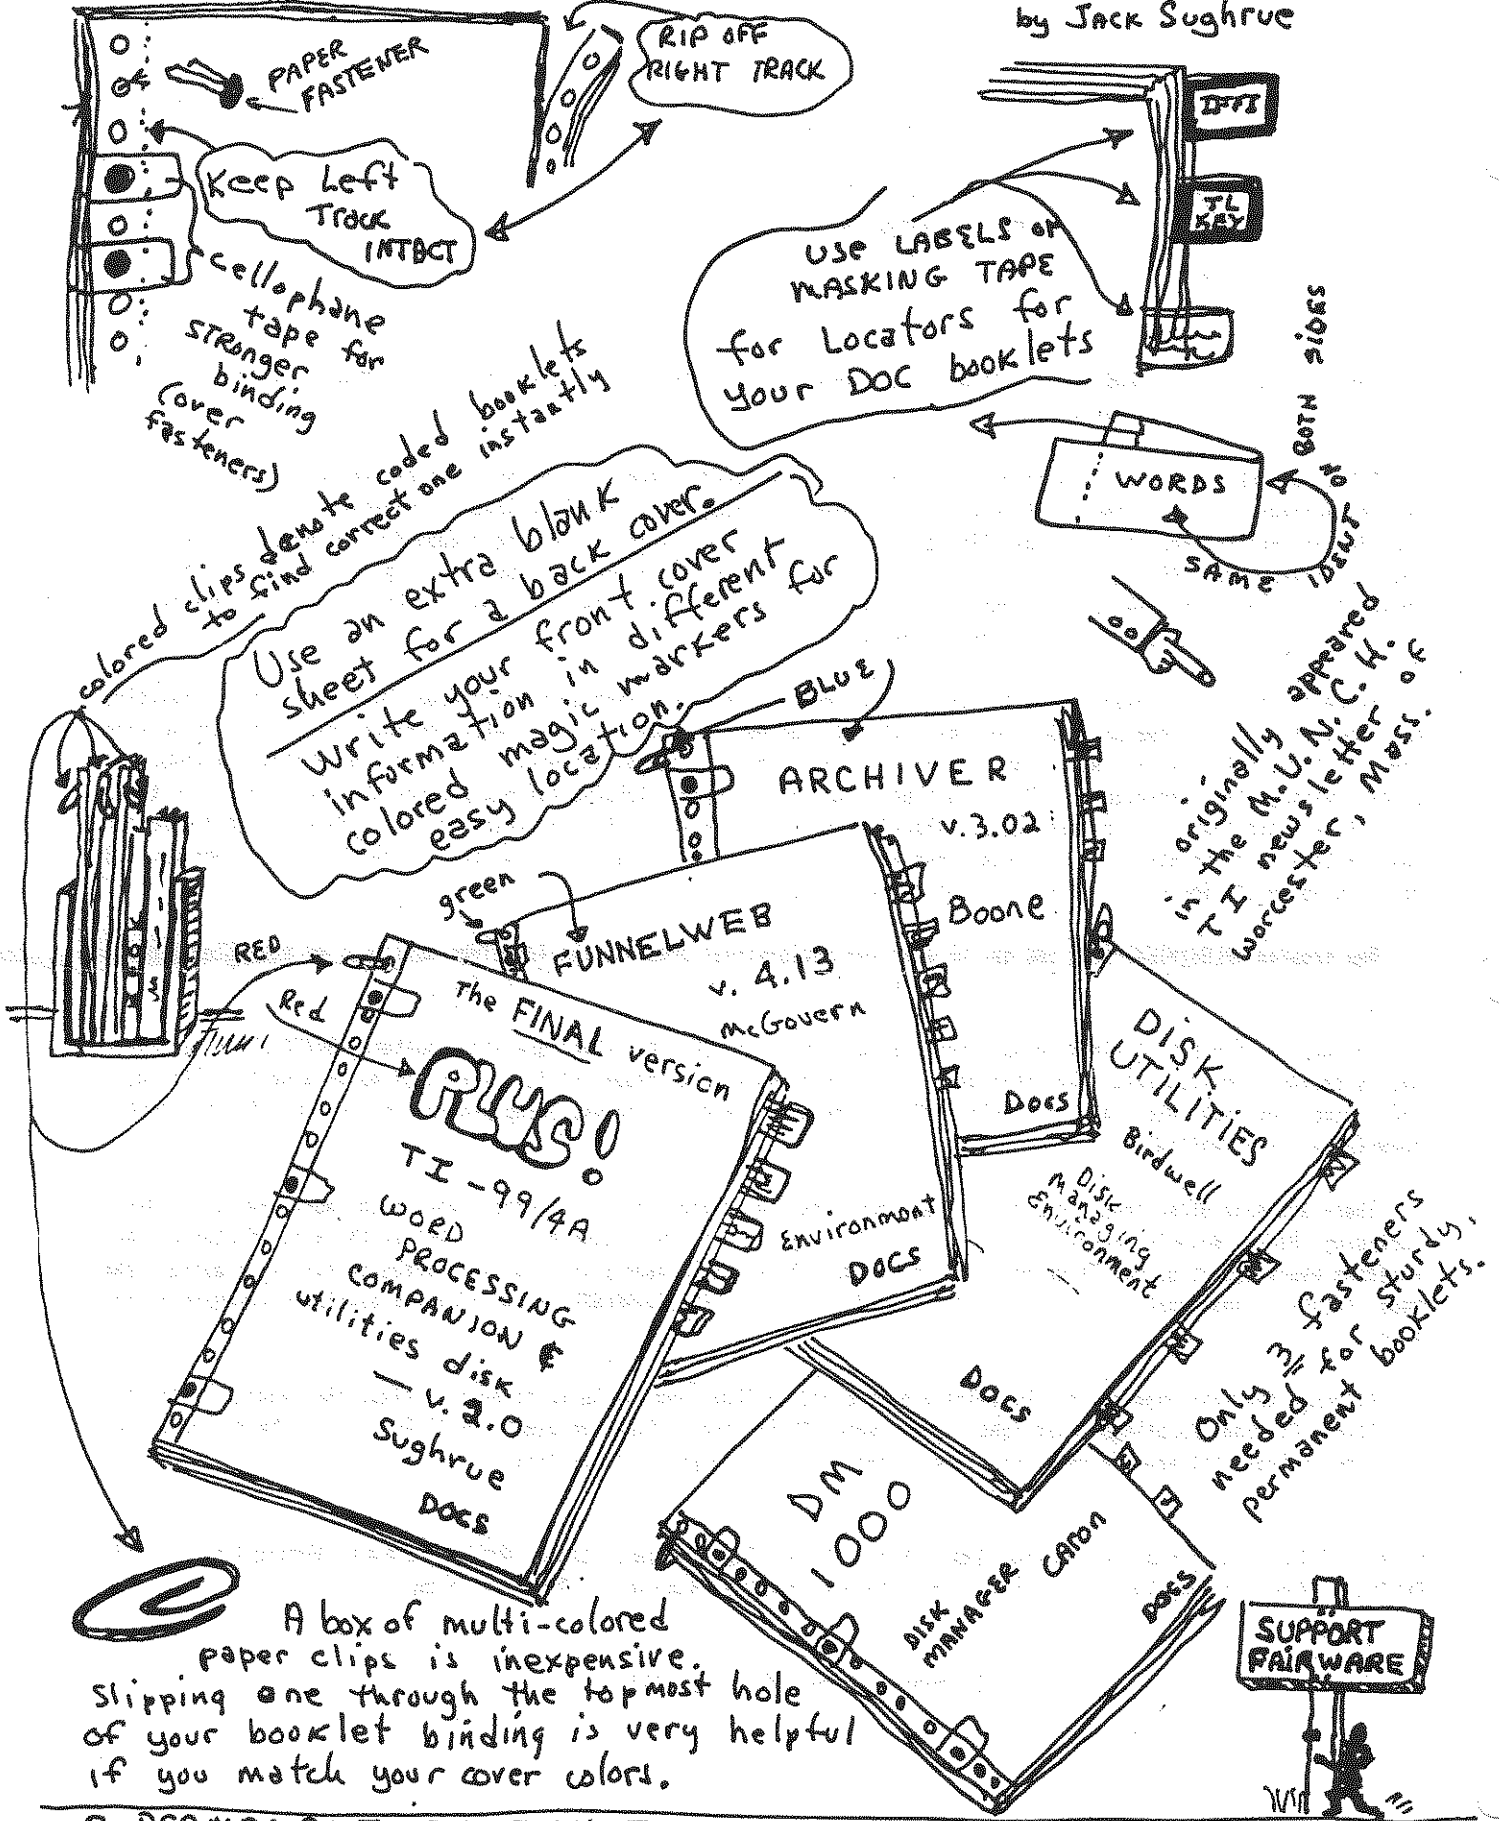 by JACK Sughrue
RIP OFF
RIGHT TRACK
PAPER
FASTENER
Keep Left
Track
INTACT
cellophane
tape for
STRonger
binding
(cover
fasteners)
USE LABELS or
MASKING TAPE
for Locators for
your DOC booklets
TI
KEY
WORDS
BOTH SIDES
NO
IDENT
SAME
colored clips denote coded booklets
to find correct one instantly
Use an extra blank
sheet for a back cover.
Write your front cover
information in different
colored magic markers for
easy location.
originally appeared
in the M.U.N.C.H.
TI newsletter of
Worcester, Mass.
BLUE
ARCHIVER
v.3.02
Boone
Docs
green
FUNNELWEB
v. 4.13
McGovern
Environment
DOCS
RED
Red
The FINAL version
PLUS!
TI-99/4A
WORD
PROCESSING
COMPANION &
utilities disk
— v. 2.0
Sughrue
DOCS
DISK
UTILITIES
Birdwell
Disk
Managing
Environment
DOCS
Only 3 fasteners
needed for sturdy,
permanent booklets.
DM
1000
DISK
MANAGER CARON
DOCS
A box of multi-colored
paper clips is inexpensive.
Slipping one through the topmost hole
of your booklet binding is very helpful
if you match your cover colors.
SUPPORT
FAIRWARE